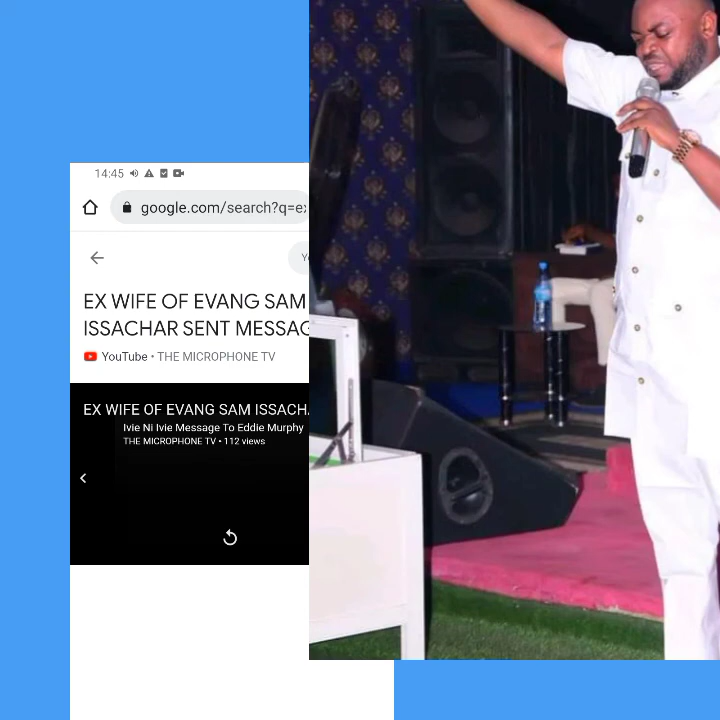 14:45
google.com/search?q=e
EX WIFE OF EVANG SAM
ISSACHAR SENT MESSAG
YouTube • THE MICROPHONE TV
EX WIFE OF EVANG SAM ISSACH
Ivie Ni Ivie Message To Eddie Murphy
THE MICROPHONE TV • 112 views